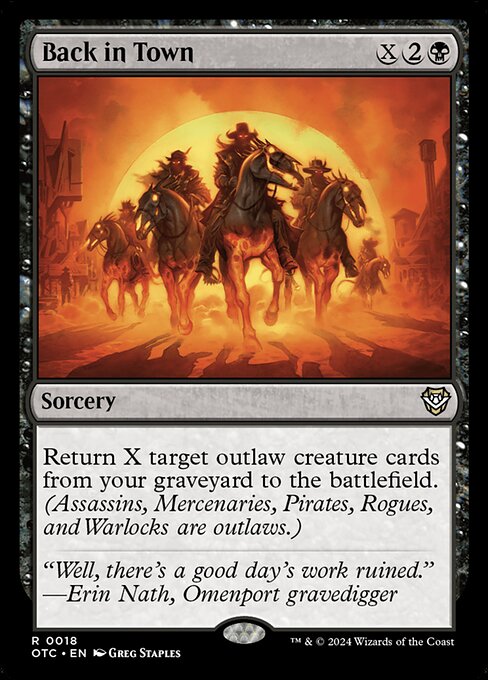 Back in Town
X2
Sorcery
Return X target outlaw creature cards
from your graveyard to the battlefield.
(Assassins, Mercenaries, Pirates, Rogues,
and Warlocks are outlaws.)
“Well, there’s a good day’s work ruined.”
—Erin Nath, Omenport gravedigger
R 0018
OTC • EN Greg Staples
™ & © 2024 Wizards of the Coast